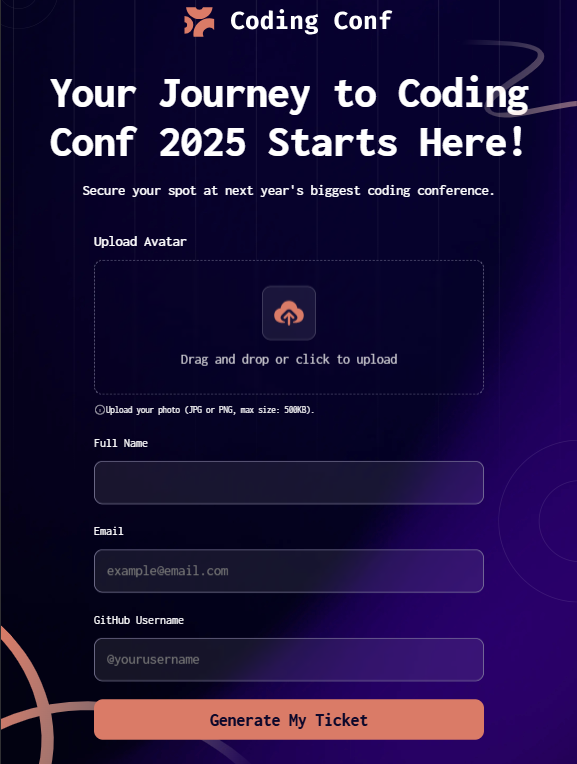 Coding Conf
Your Journey to Coding
Conf 2025 Starts Here!
Secure your spot at next year's biggest coding conference.
Upload Avatar
Drag and drop or click to upload
Upload your photo (JPG or PNG, max size: 500KB).
Full Name
Email
example@email.com
GitHub Username
@yourusername
Generate My Ticket